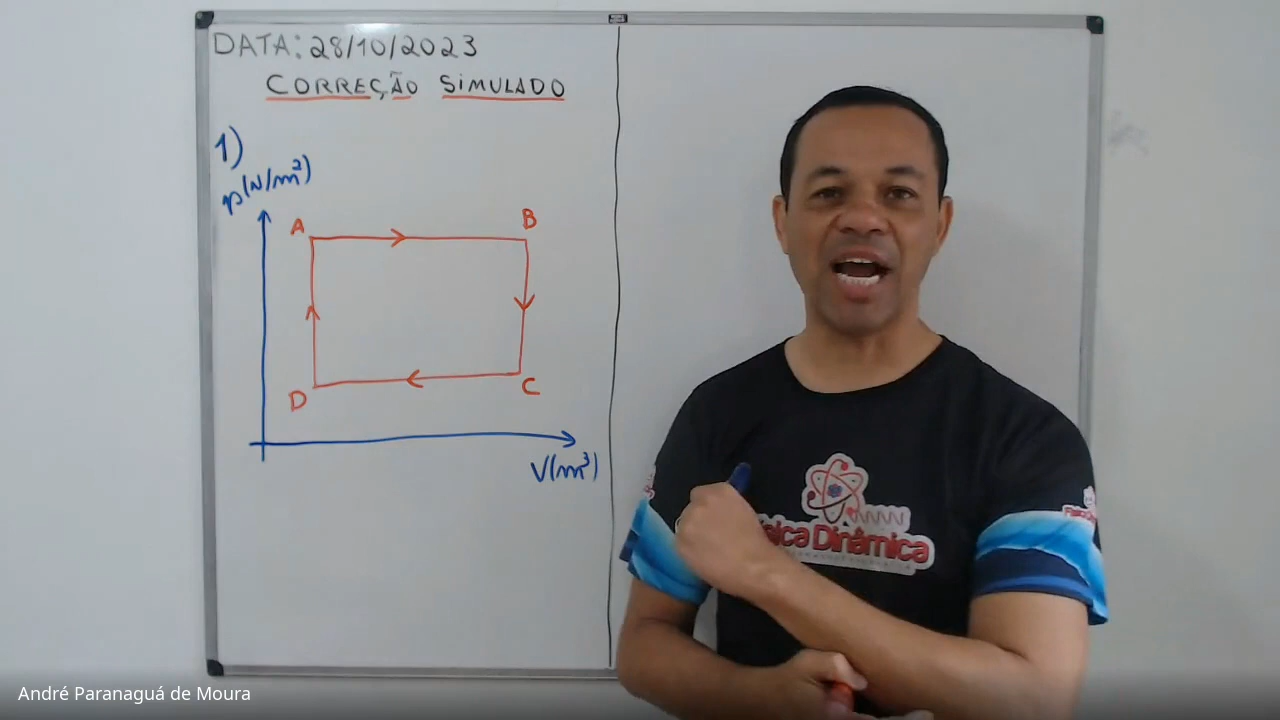 DATA: 28/10/2023
CORREÇÃO SIMULADO
1)
p(N/m²)
A
B
D
C
V(m³)
Física Dinâmica
André Paranaguá de Moura